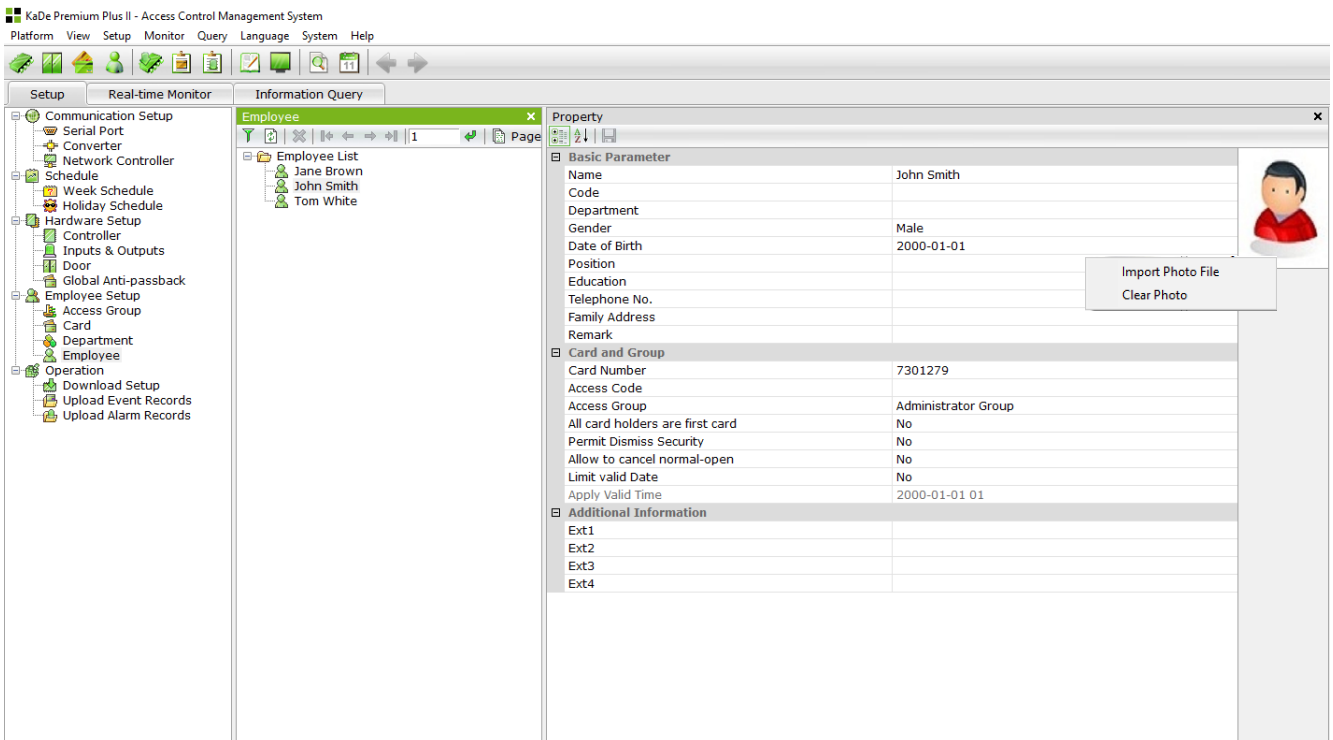 KaDe Premium Plus II - Access Control Management System
Platform View Setup Monitor Query Language System Help
11
Setup Real-time Monitor Information Query
Communication Setup
Serial Port
Converter
Network Controller
Schedule
Week Schedule
Holiday Schedule
Hardware Setup
Controller
Inputs & Outputs
Door
Global Anti-passback
Employee Setup
Access Group
Card
Department
Employee
Operation
Download Setup
Upload Event Records
Upload Alarm Records
Employee
1 Page
Employee List
Jane Brown
John Smith
Tom White
Property
Basic Parameter
Name John Smith
Code
Department
Gender Male
Date of Birth 2000-01-01
Position
Education
Telephone No.
Family Address
Remark
Import Photo File
Clear Photo
Card and Group
Card Number 7301279
Access Code
Access Group Administrator Group
All card holders are first card No
Permit Dismiss Security No
Allow to cancel normal-open No
Limit valid Date No
Apply Valid Time 2000-01-01 01
Additional Information
Ext1
Ext2
Ext3
Ext4